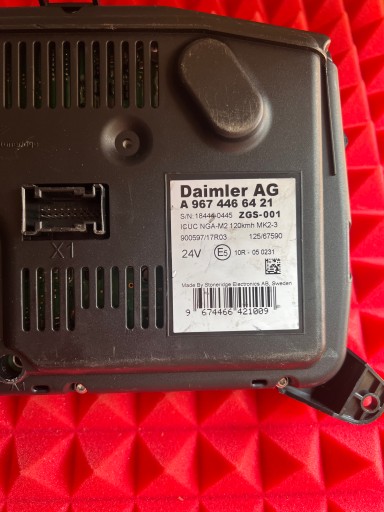 Daimler AG
A 967 446 64 21
S/N: 18444-0445 ZGS-001
ICUC NGA-M2 120kmh MK2-3
900597/17R03 125/67590
24V E5 10R - 05 0231
Made By Stoneridge Electronics AB, Sweden
9 674466 421009
X1